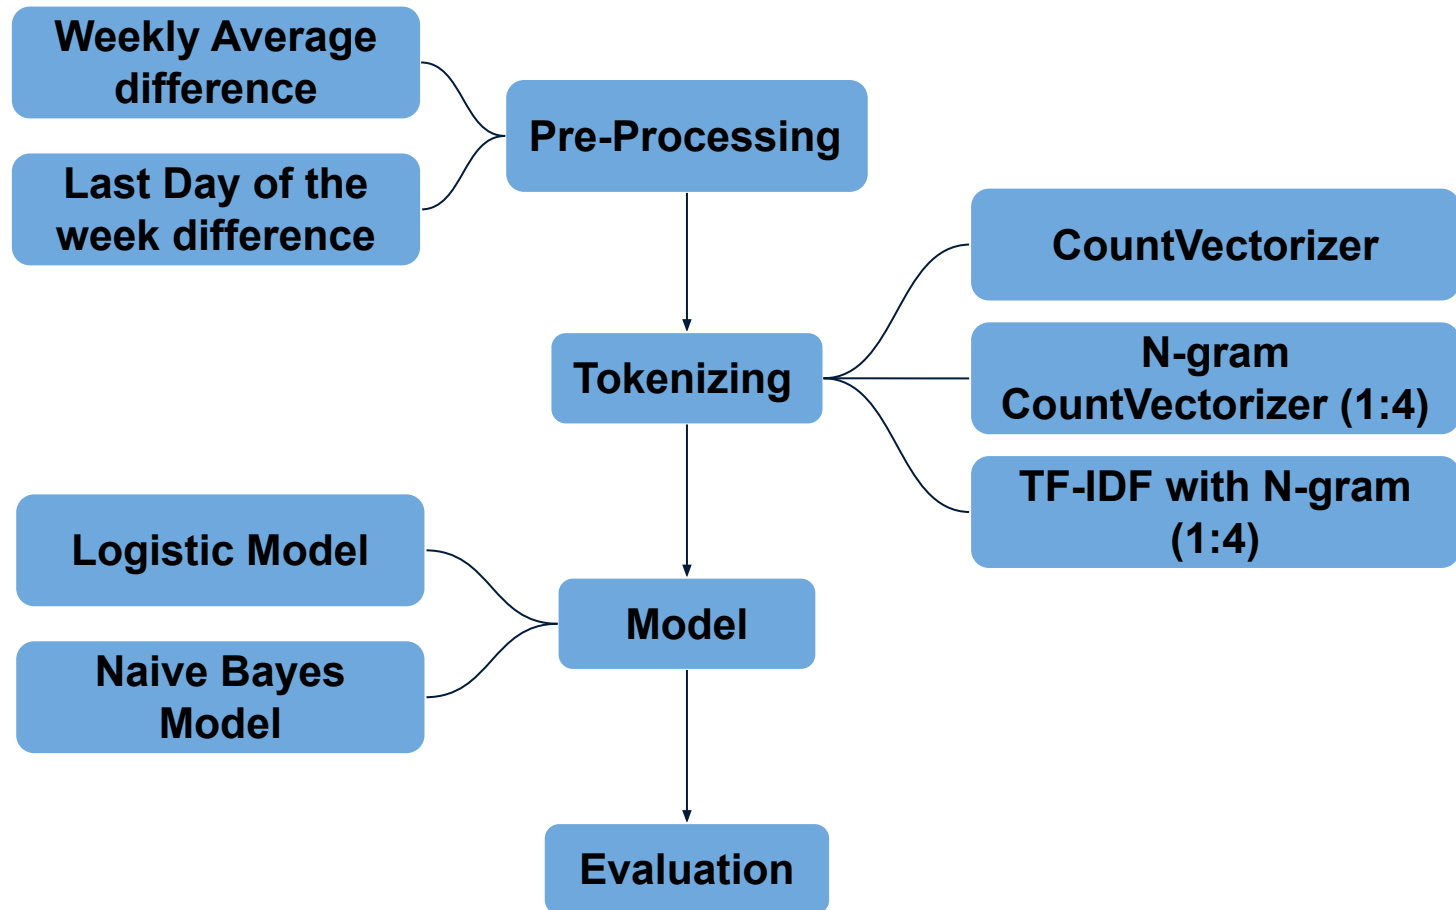 Weekly Average
difference
Pre-Processing
Last Day of the
week difference
CountVectorizer
N-gram
CountVectorizer (1:4)
Tokenizing
TF-IDF with N-gram
(1:4)
Logistic Model
Model
Naive Bayes
Model
Evaluation